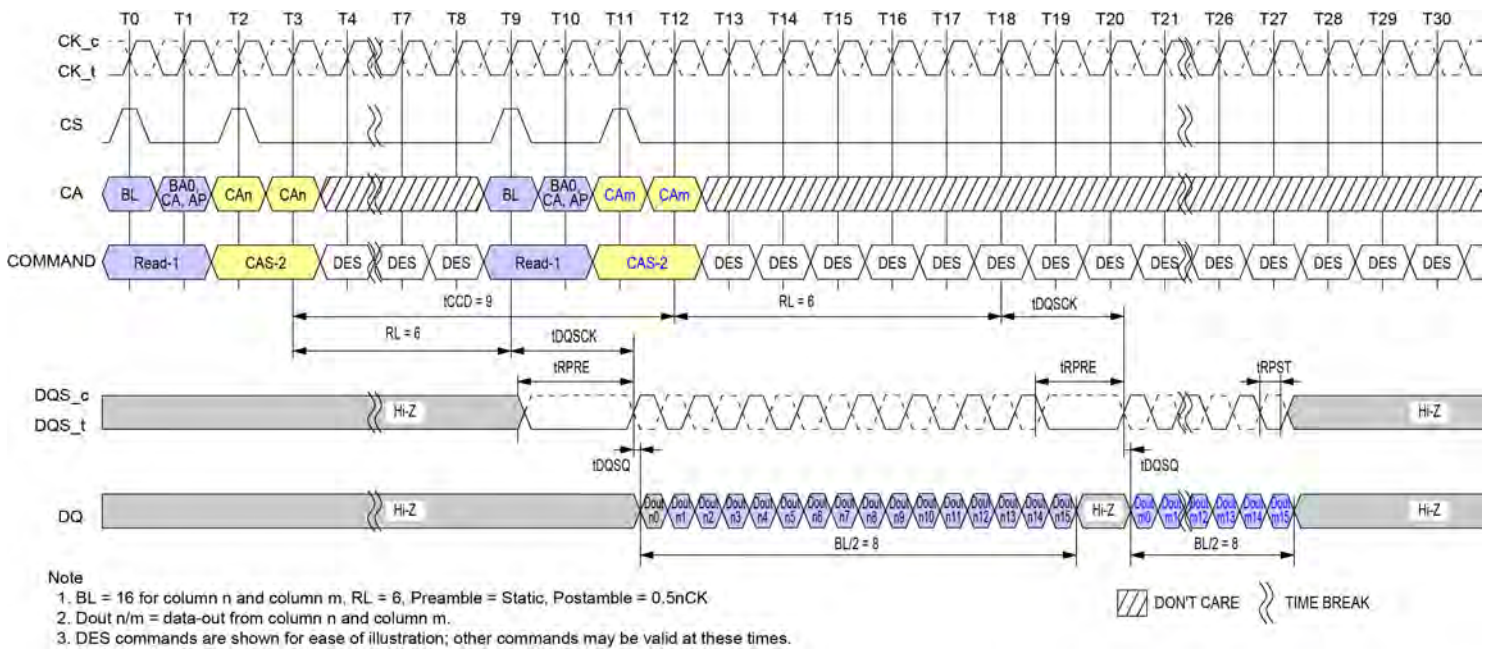 T0 T1 T2 T3 T4 T7 T8 T9 T10 T11 T12 T13 T14 T15 T16 T17 T18 T19 T20 T21 T26 T27 T28 T29 T30
CK_c
CK_t
CS
CA BL BA0, CA, AP CAn CAn BL BA0, CA, AP CAm CAm
COMMAND Read-1 CAS-2 DES DES DES Read-1 CAS-2 DES DES DES DES DES DES DES DES DES DES DES DES DES DES
tCCD = 9 RL = 6 tDQSCK
RL = 6 tDQSCK
tRPRE tRPRE tRPST
DQS_c
DQS_t
Hi-Z Hi-Z
tDQSQ tDQSQ
DQ Hi-Z Dout n0 Dout n1 Dout n2 Dout n3 Dout n4 Dout n5 Dout n6 Dout n7 Dout n8 Dout n9 Dout n10 Dout n11 Dout n12 Dout n13 Dout n14 Dout n15 Hi-Z Dout m0 Dout m1 Dout m12 Dout m13 Dout m14 Dout m15 Hi-Z
BL/2 = 8 BL/2 = 8
Note
1. BL = 16 for column n and column m, RL = 6, Preamble = Static, Postamble = 0.5nCK
2. Dout n/m = data-out from column n and column m.
3. DES commands are shown for ease of illustration; other commands may be valid at these times.
DON'T CARE TIME BREAK